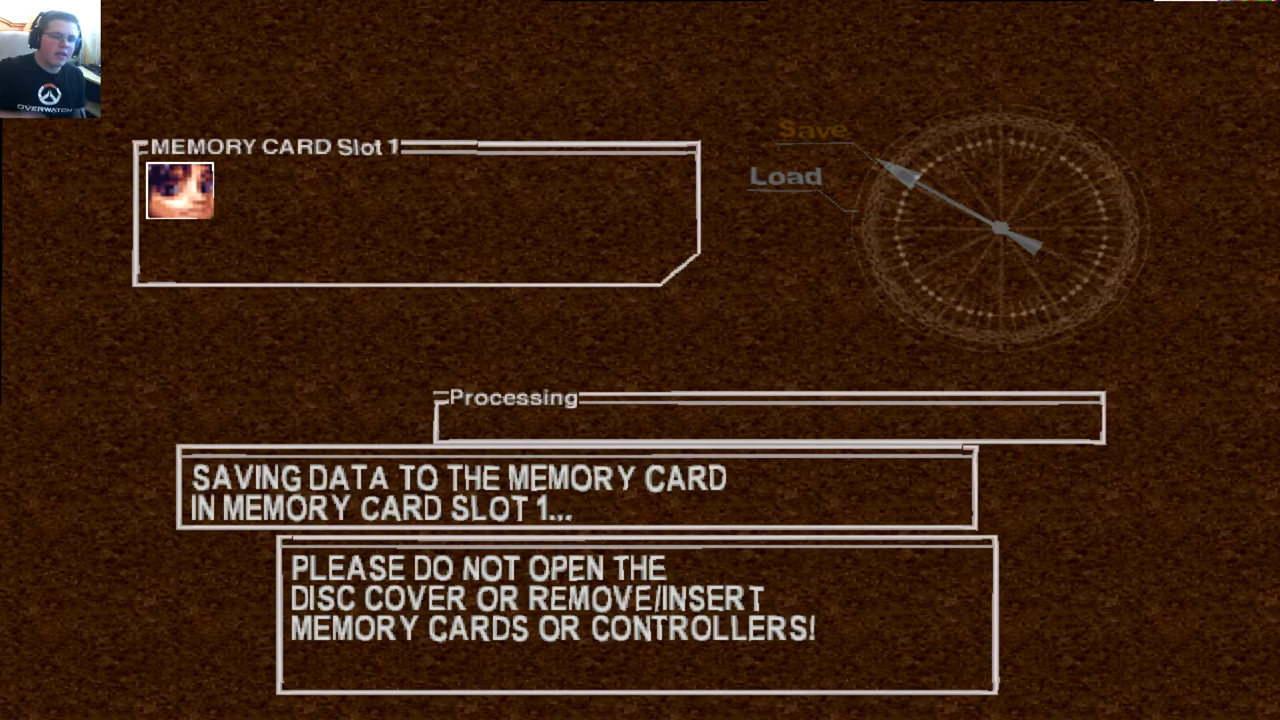 OVERWATCH
MEMORY CARD Slot 1
Save
Load
Processing
SAVING DATA TO THE MEMORY CARD
IN MEMORY CARD SLOT 1...
PLEASE DO NOT OPEN THE
DISC COVER OR REMOVE/INSERT
MEMORY CARDS OR CONTROLLERS!